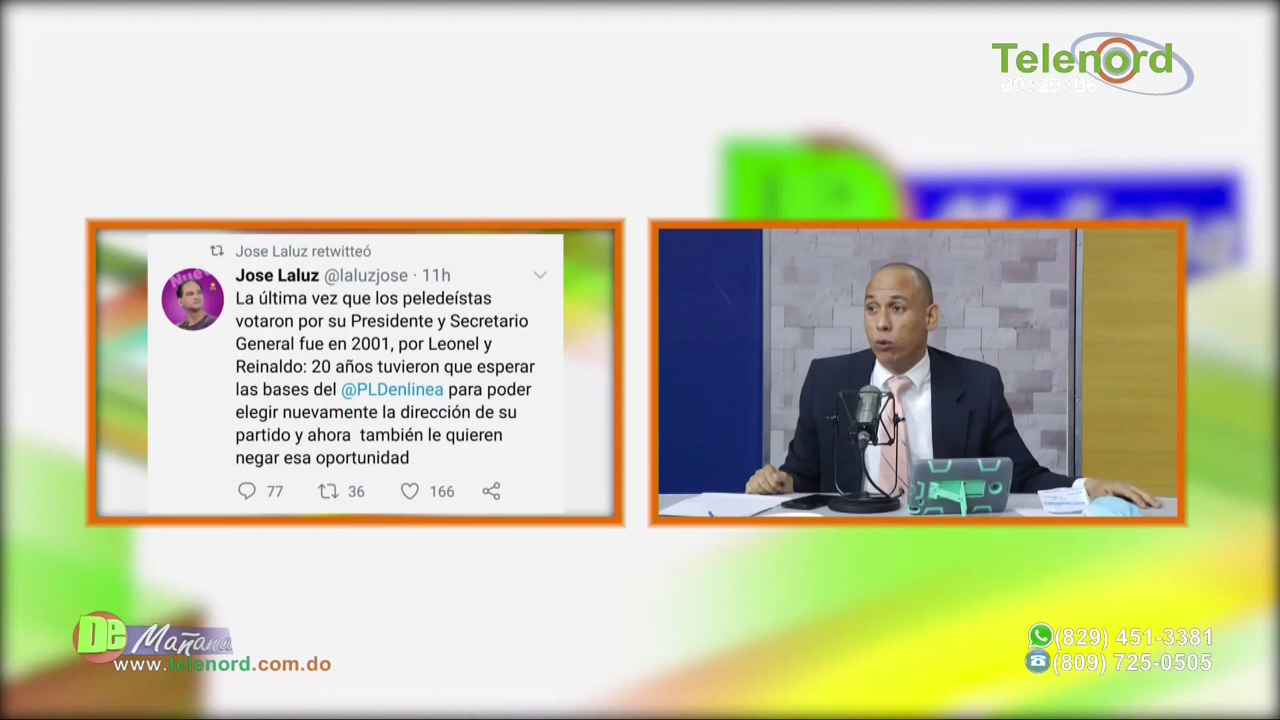 Telenord
Jose Laluz retwitteó
Jose Laluz @laluzjose · 11h
La última vez que los peledeístas
votaron por su Presidente y Secretario
General fue en 2001, por Leonel y
Reinaldo: 20 años tuvieron que esperar
las bases del @PLDenlinea para poder
elegir nuevamente la dirección de su
partido y ahora también le quieren
negar esa oportunidad
77 36 166
De Mañana
www.telenord.com.do
(829) 451-3381
(809) 725-0505